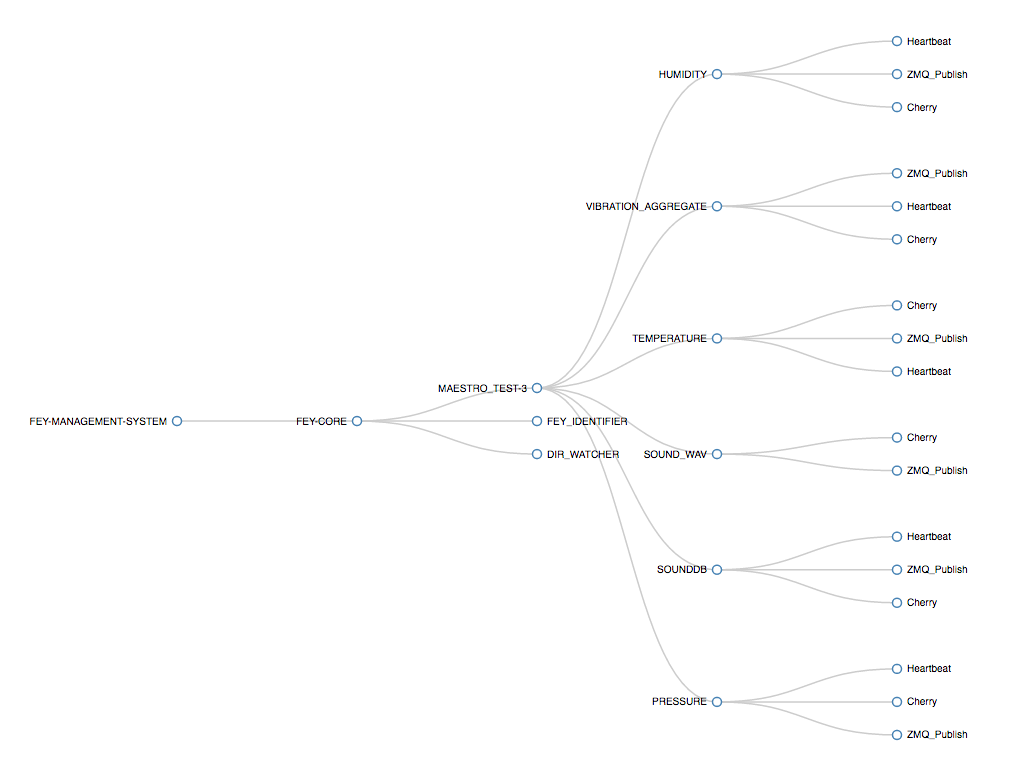 Heartbeat
HUMIDITY
ZMQ_Publish
Cherry
ZMQ_Publish
VIBRATION_AGGREGATE
Heartbeat
Cherry
Cherry
TEMPERATURE
ZMQ_Publish
Heartbeat
MAESTRO_TEST-3
FEY-MANAGEMENT-SYSTEM
FEY-CORE
FEY_IDENTIFIER
Cherry
DIR_WATCHER
SOUND_WAV
ZMQ_Publish
Heartbeat
SOUNDDB
ZMQ_Publish
Cherry
Heartbeat
PRESSURE
Cherry
ZMQ_Publish